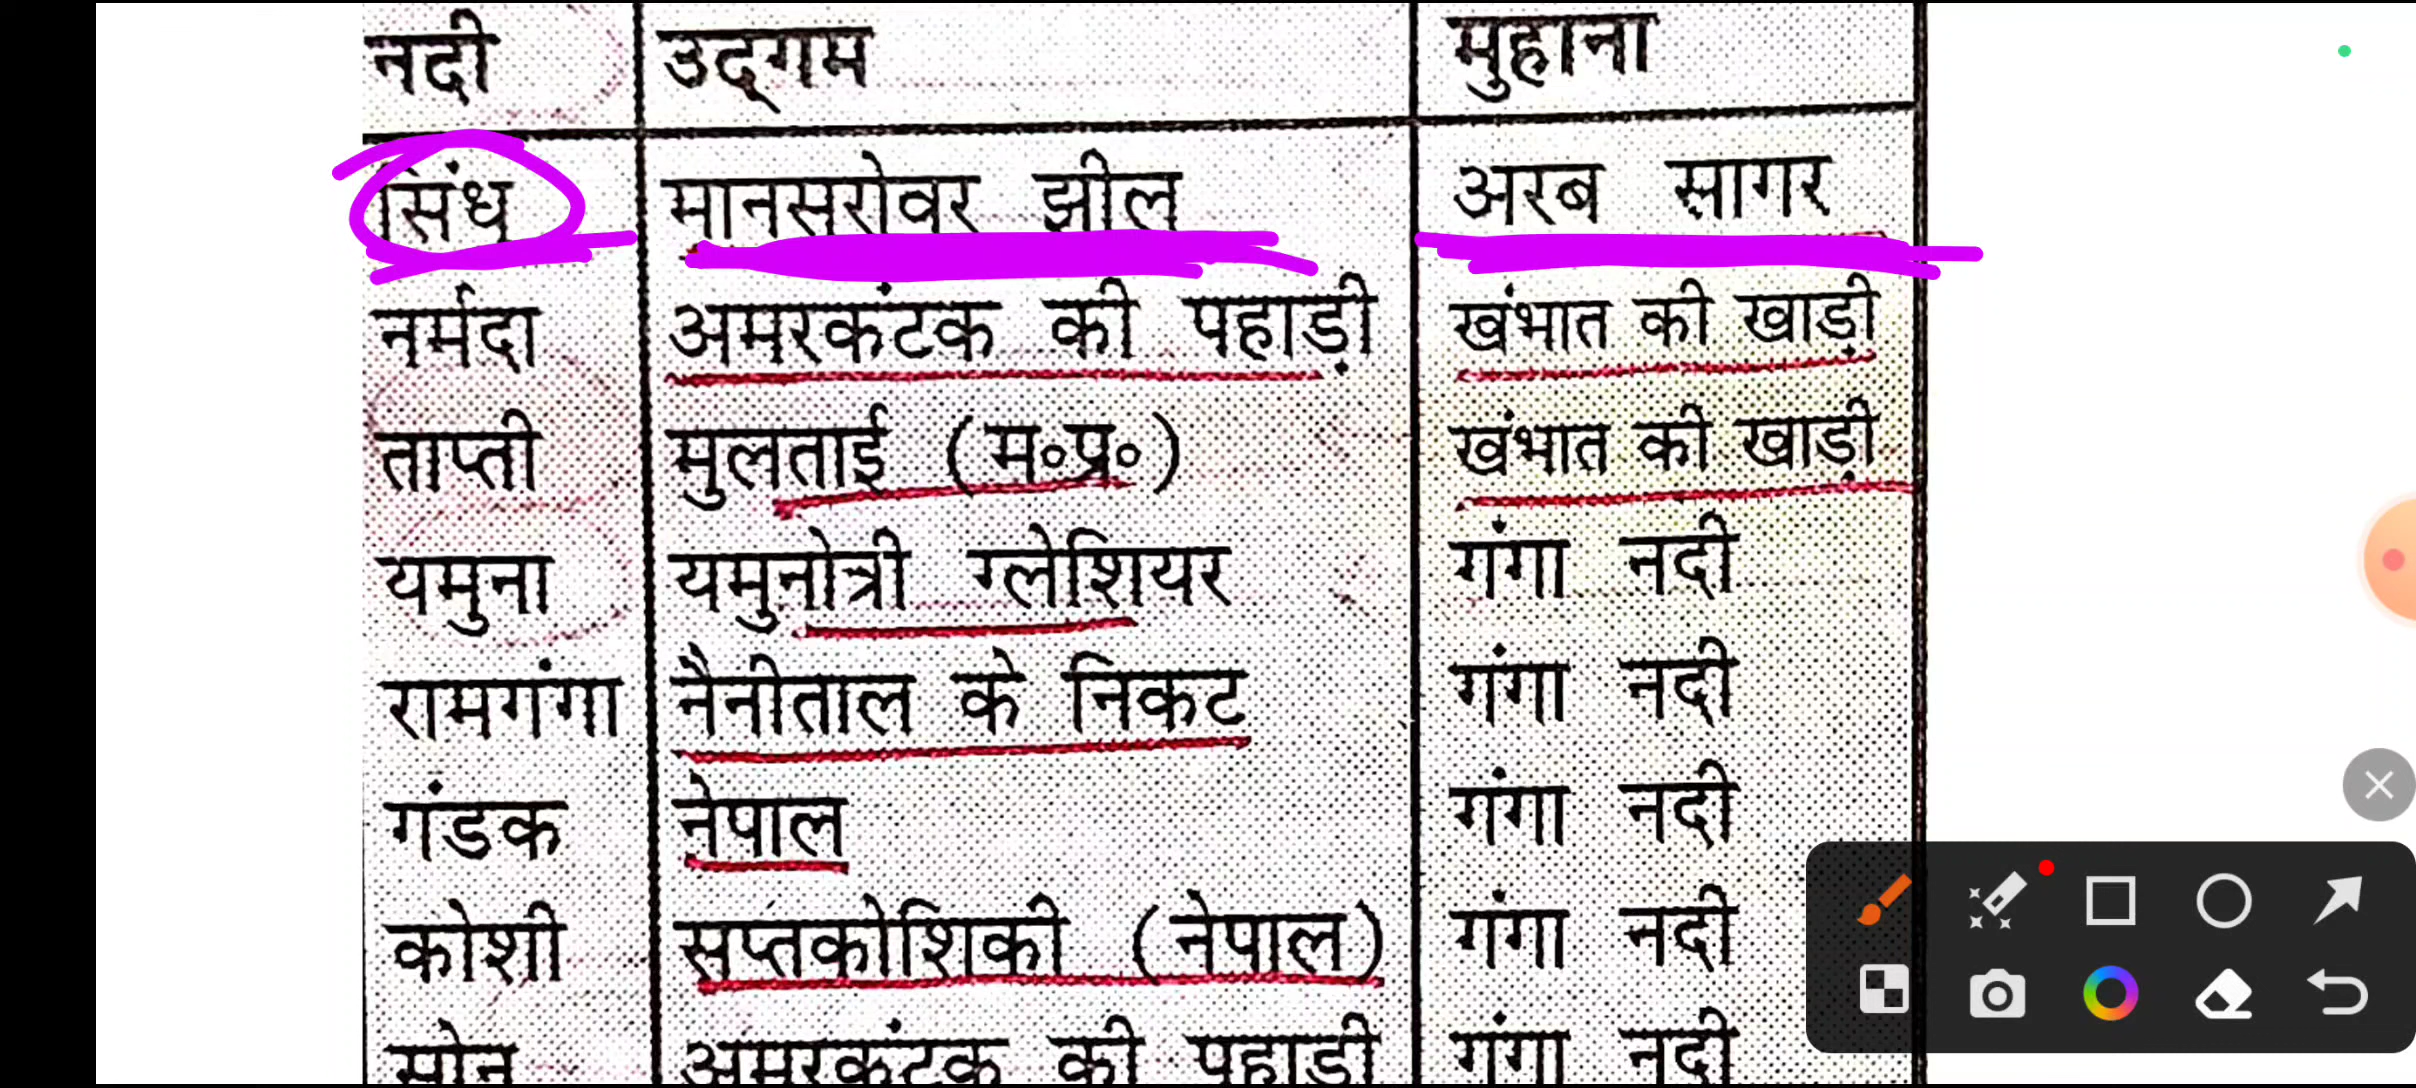 नदी उद्गम मुहाना
सिंधु मानसरोवर झील अरब सागर
नर्मदा अमरकंटक की पहाड़ी खंभात की खाड़ी
ताप्ती मुलताई (म॰प्र॰) खंभात की खाड़ी
यमुना यमुनोत्री ग्लेशियर गंगा नदी
रामगंगा नैनीताल के निकट गंगा नदी
गंडक नेपाल गंगा नदी
कोशी सप्तकोशिकी (नेपाल) गंगा नदी
सोन अमरकंटक की पहाड़ी गंगा नदी